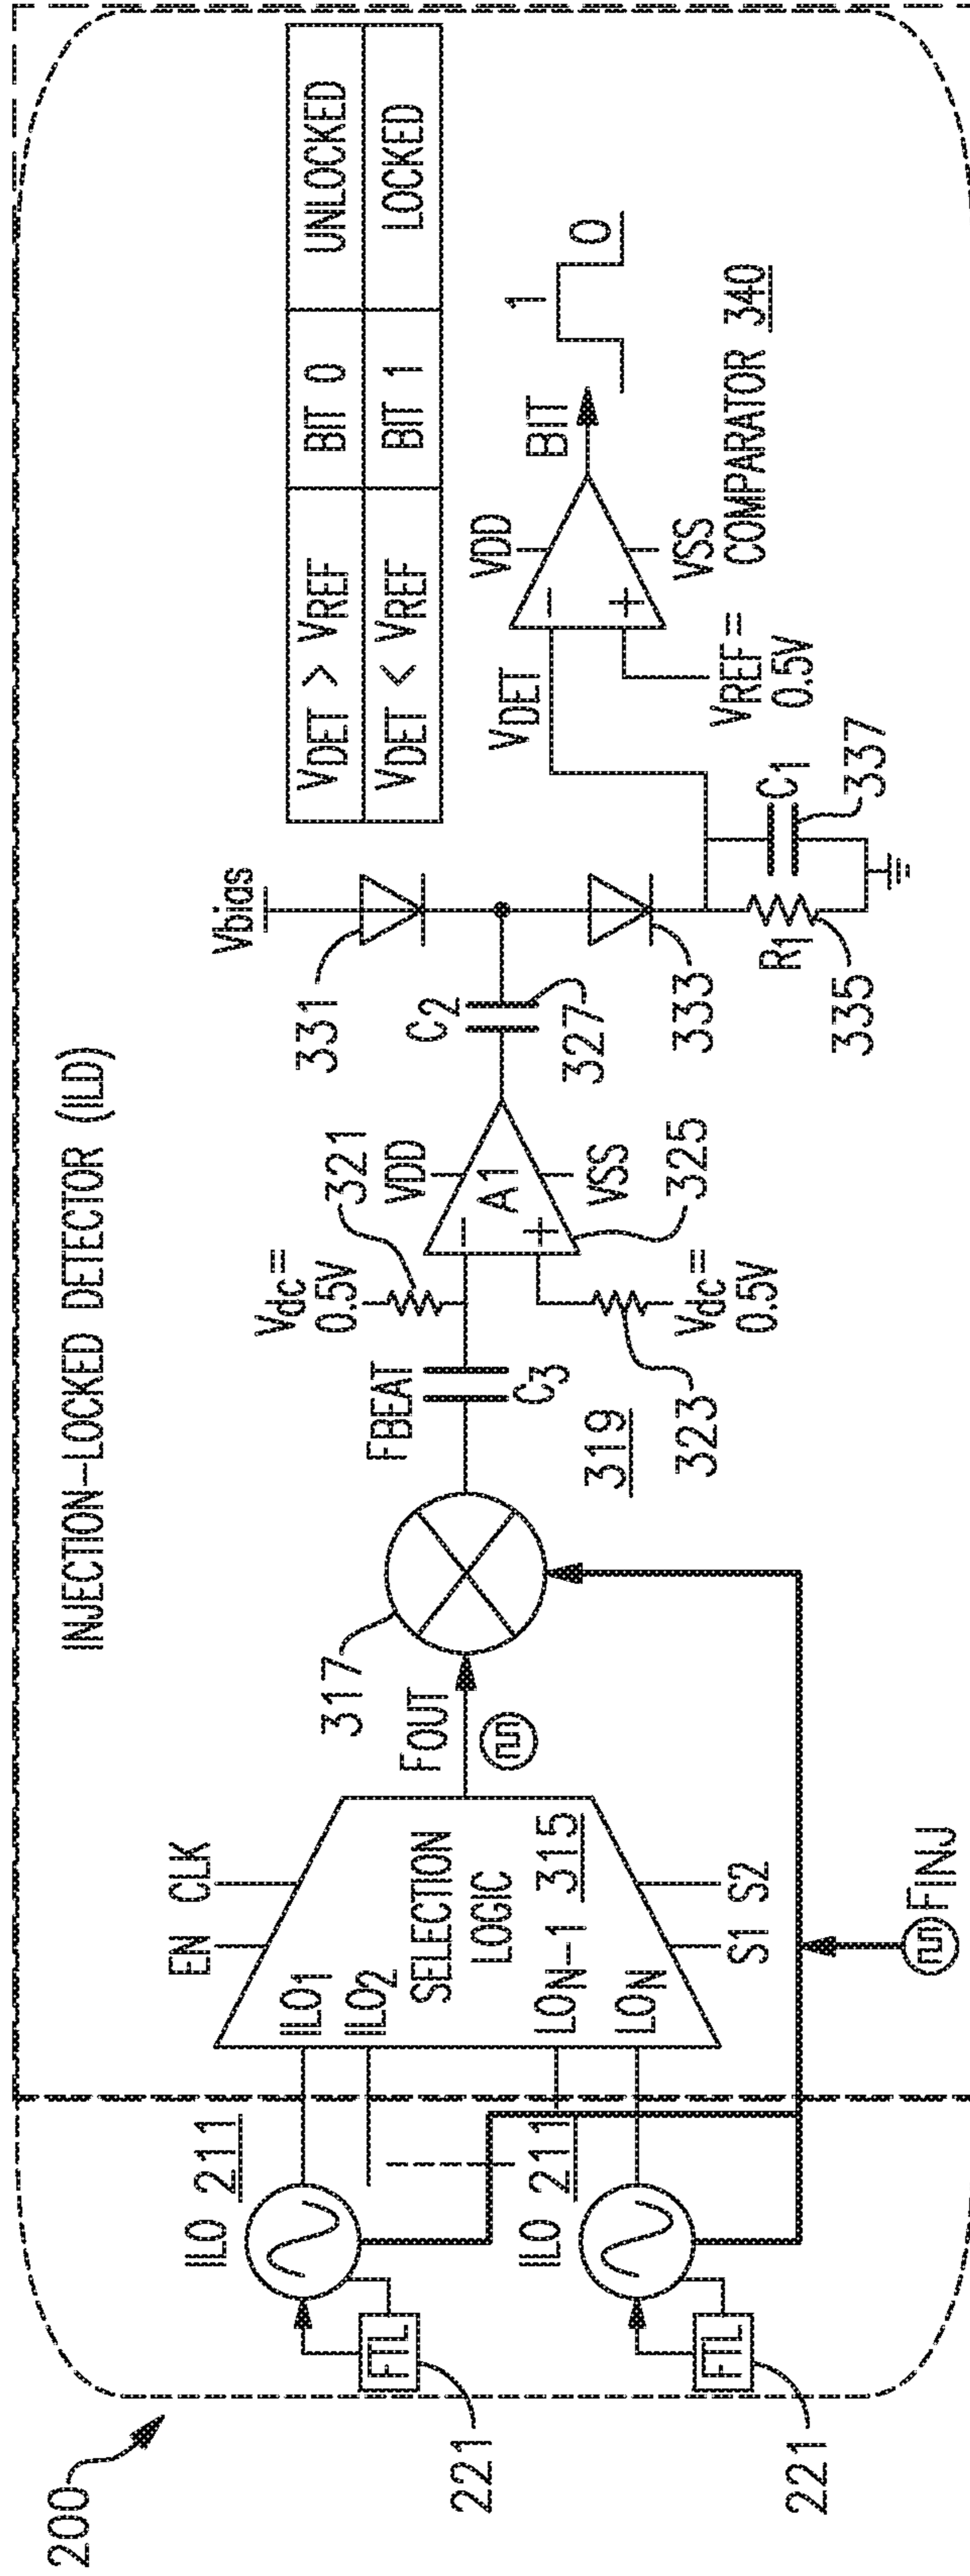 200
INJECTION-LOCKED DETECTOR (ILD)
ILO 211
FTL
221
ILO 211
FTL
221
EN CLK
ILO1
ILO2
SELECTION
LOGIC
315
LON-1
LON
S1 S2
FINJ
FOUT
317
FBEAT
C3
319
Vdc=
0.5V
321
VDD
A1
VSS
325
323
Vdc=
0.5V
C2
327
Vbias
331
333
R1
335
C1
337
VDET
VREF=
0.5V
VDD
VSS
COMPARATOR 340
BIT
1
0
VDET > VREF BIT 0 UNLOCKED
VDET < VREF BIT 1 LOCKED